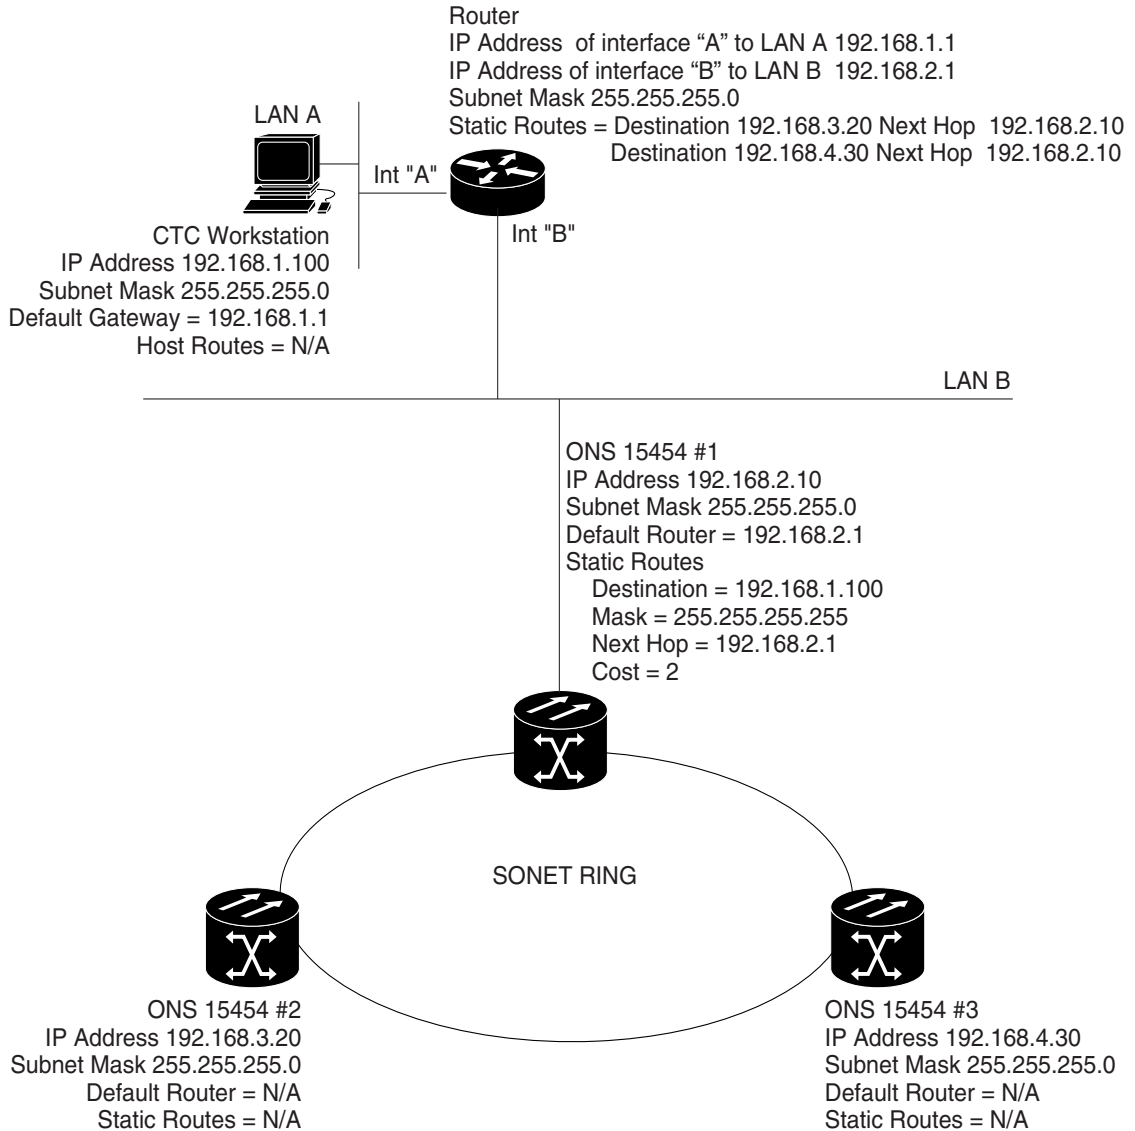 Router
IP Address of interface “A” to LAN A 192.168.1.1
IP Address of interface “B” to LAN B 192.168.2.1
Subnet Mask 255.255.255.0
Static Routes = Destination 192.168.3.20 Next Hop 192.168.2.10
Destination 192.168.4.30 Next Hop 192.168.2.10
LAN A
Int "A"
Int "B"
CTC Workstation
IP Address 192.168.1.100
Subnet Mask 255.255.255.0
Default Gateway = 192.168.1.1
Host Routes = N/A
LAN B
ONS 15454 #1
IP Address 192.168.2.10
Subnet Mask 255.255.255.0
Default Router = 192.168.2.1
Static Routes
Destination = 192.168.1.100
Mask = 255.255.255.255
Next Hop = 192.168.2.1
Cost = 2
SONET RING
ONS 15454 #2
IP Address 192.168.3.20
Subnet Mask 255.255.255.0
Default Router = N/A
Static Routes = N/A
ONS 15454 #3
IP Address 192.168.4.30
Subnet Mask 255.255.255.0
Default Router = N/A
Static Routes = N/A